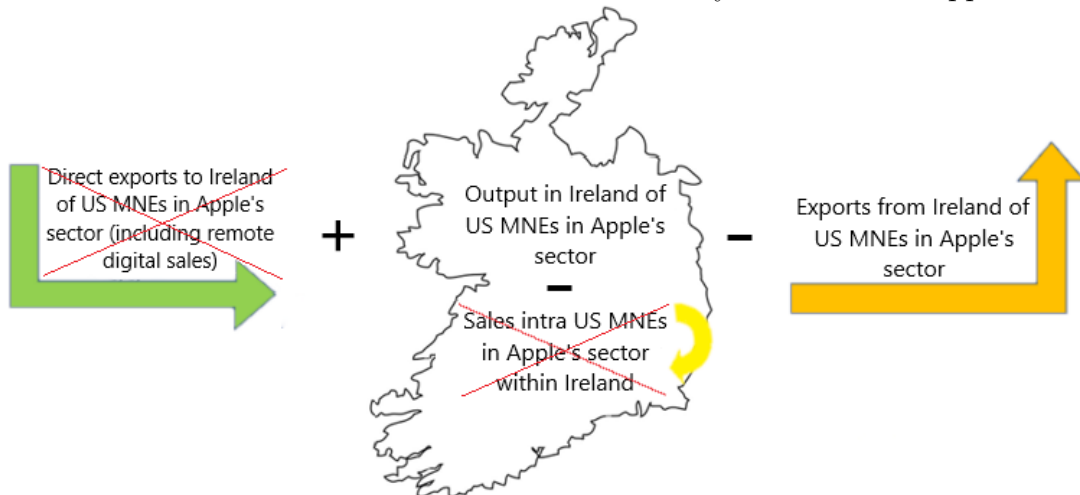 Direct exports to Ireland
of US MNEs in Apple's
sector (including remote
digital sales)
+
Output in Ireland of
US MNEs in Apple's
sector
-
Sales intra US MNEs
in Apple's sector
within Ireland
-
Exports from Ireland of
US MNEs in Apple's
sector